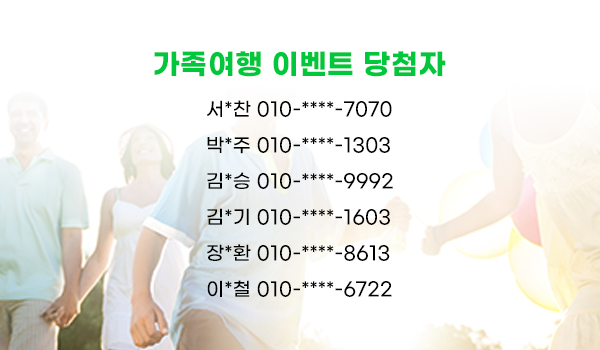 가족여행 이벤트 당첨자
서*찬 010-****-7070
박*주 010-****-1303
김*승 010-****-9992
김*기 010-****-1603
장*환 010-****-8613
이*철 010-****-6722